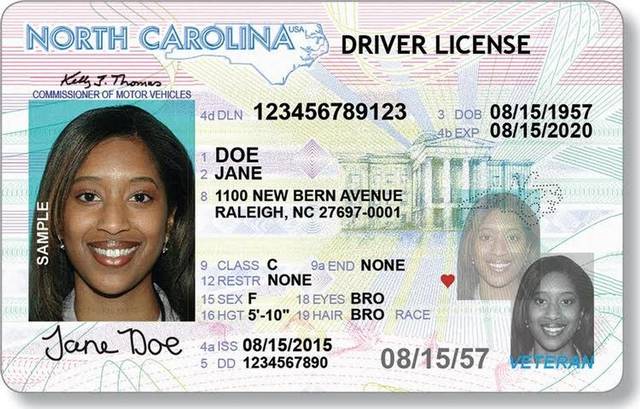 NORTH CAROLINA USA DRIVER LICENSE
Kelly J. Thomas
COMMISSIONER OF MOTOR VEHICLES
4d DLN 123456789123
3 DOB 08/15/1957
4b EXP 08/15/2020
1 DOE
2 JANE
8 1100 NEW BERN AVENUE
RALEIGH, NC 27697-0001
SAMPLE
9 CLASS C 9a END NONE
12 RESTR NONE
15 SEX F 18 EYES BRO
16 HGT 5'-10" 19 HAIR BRO RACE
Jane Doe
4a ISS 08/15/2015
5 DD 1234567890
08/15/57
VETERAN